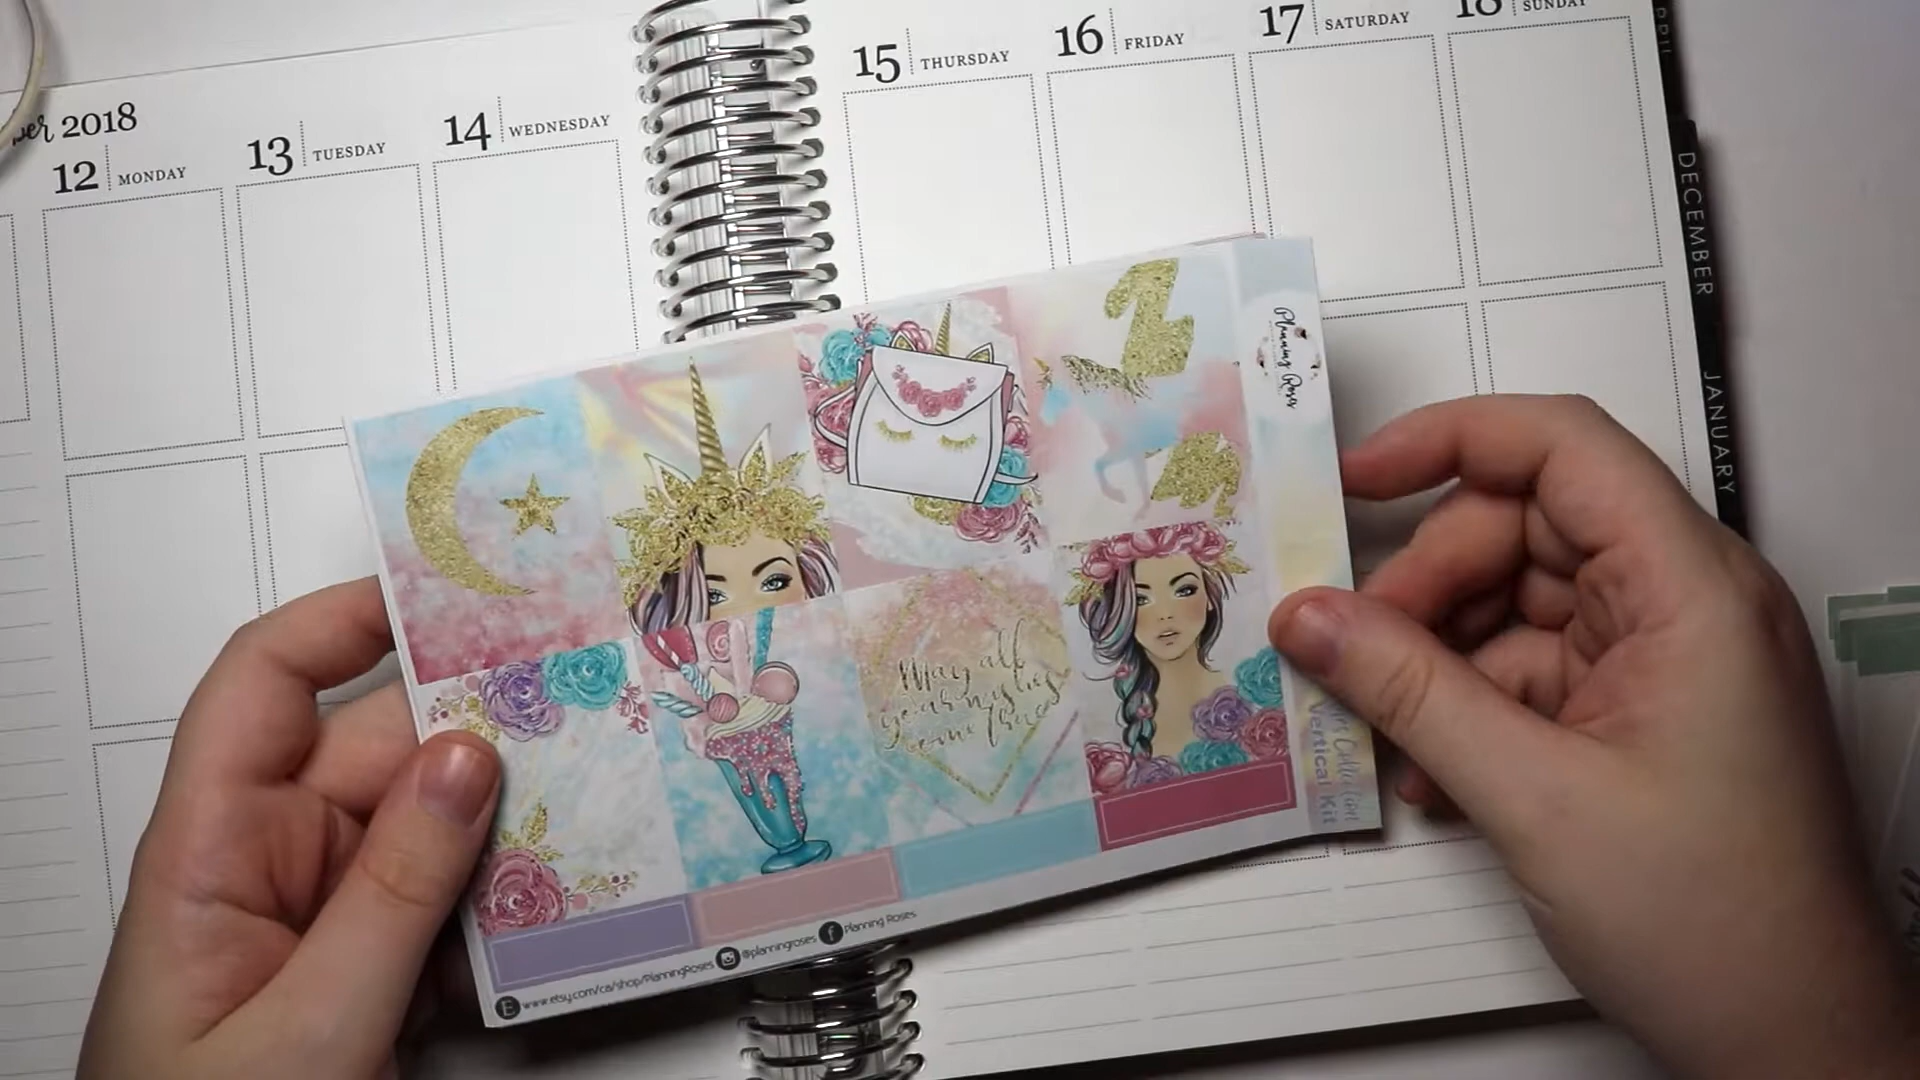 2018
12 MONDAY
13 TUESDAY
14 WEDNESDAY
15 THURSDAY
16 FRIDAY
17 SATURDAY
18 SUNDAY
DECEMBER
JANUARY
Planning Roses
May all
your wishes
come true
Vertical Kit
www.etsy.com/ca/shop/PlanningRoses @planningroses f Planning Roses